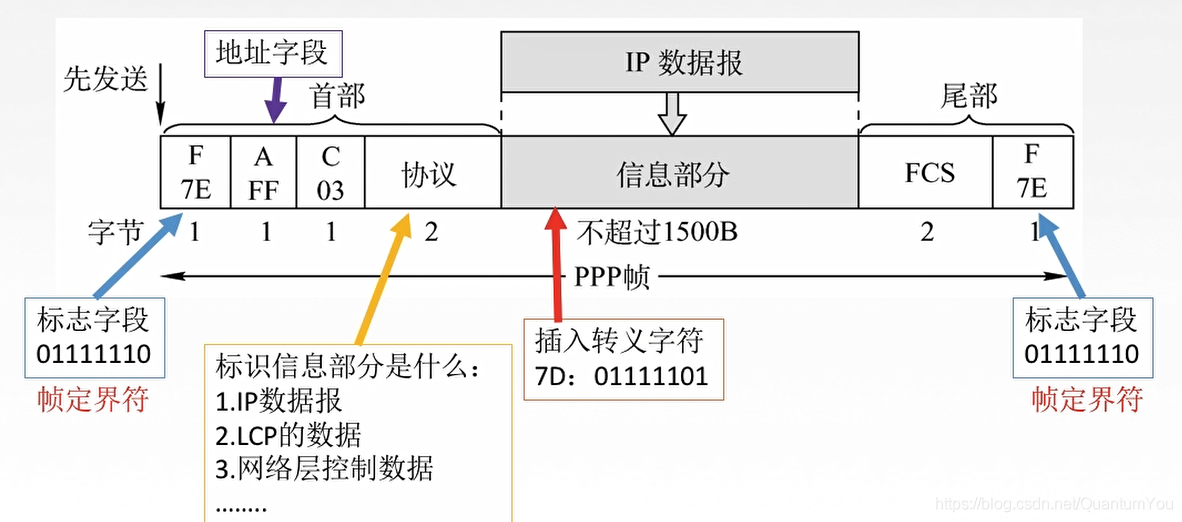 地址字段
IP 数据报
先发送
首部
尾部
F
7E
A
FF
C
03
协议
信息部分
FCS
F
7E
字节
1
1
1
2
不超过1500B
2
1
PPP帧
标志字段
01111110
帧定界符
标识信息部分是什么:
1.IP数据报
2.LCP的数据
3.网络层控制数据
........
插入转义字符
7D：01111101
标志字段
01111110
帧定界符
https://blog.csdn.net/QuantumYou